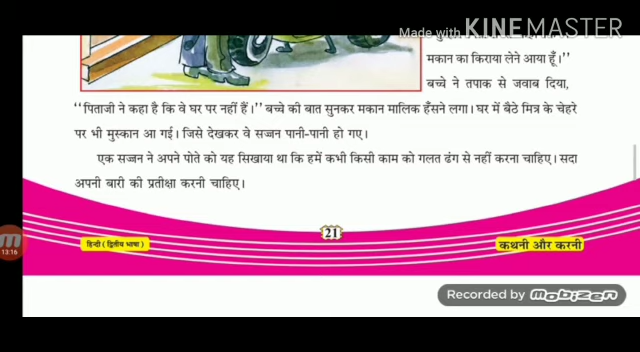 Made with KINEMASTER
मकान का किराया लेने आया हूँ।"
बच्चे ने तपाक से जवाब दिया,
"पिताजी ने कहा है कि वे घर पर नहीं हैं।" बच्चे की बात सुनकर मकान मालिक हँसने लगा। घर में बैठे मित्र के चेहरे
पर भी मुस्कान आ गई। जिसे देखकर वे सज्जन पानी-पानी हो गए।
एक सज्जन ने अपने पोते को यह सिखाया था कि हमें कभी किसी काम को गलत ढंग से नहीं करना चाहिए। सदा
अपनी बारी की प्रतीक्षा करनी चाहिए।
21
हिन्दी (द्वितीय भाषा)
कथनी और करनी
13:16
Recorded by mobizen